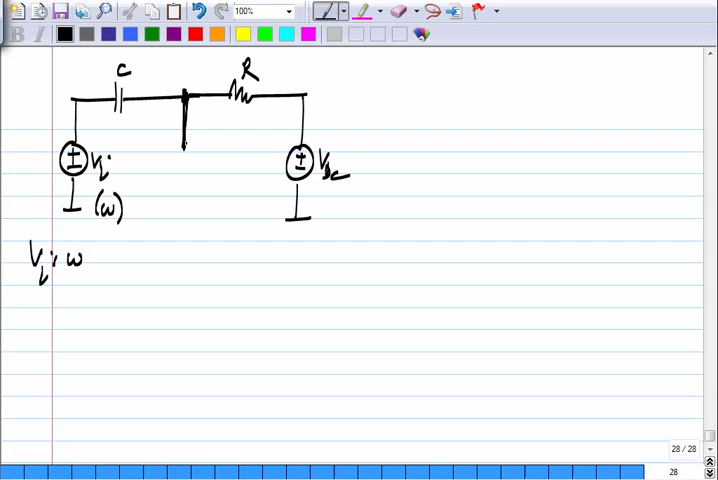 100%
B I
C
R
Vi
Vdc
(ω)
Vi : ω
28 / 28
28